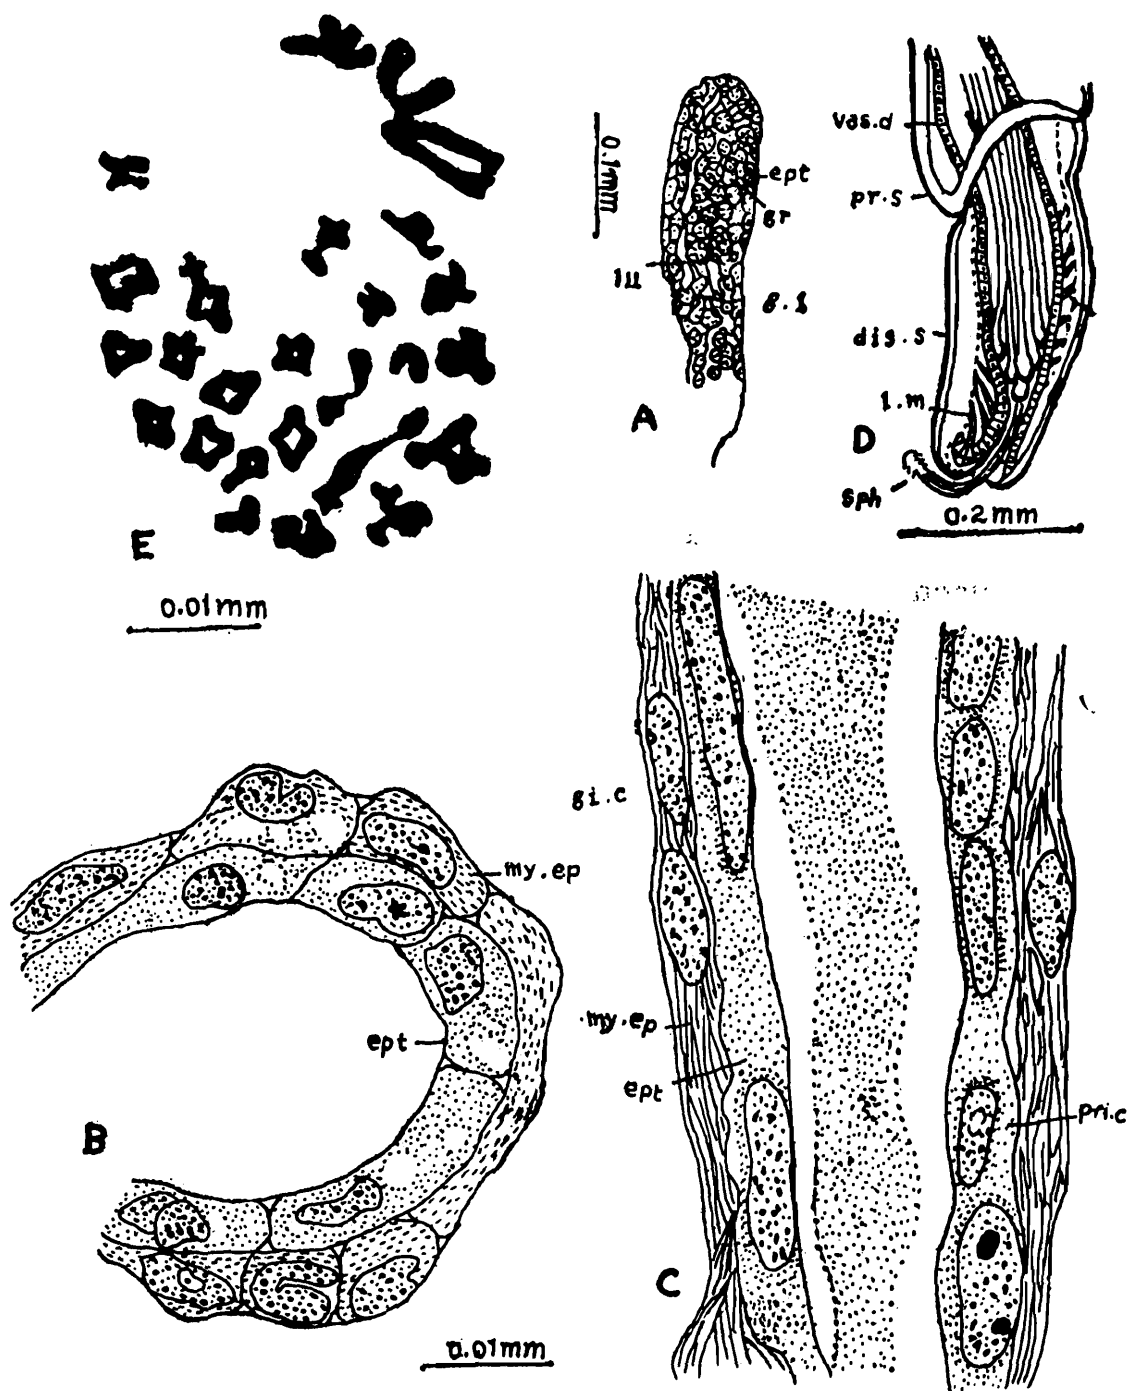 0.1mm
ept
gr
lu
A
vas.d
pr.s
dig.s
l.m
D
sph
0.2mm
E
0.01mm
my.ep
ept
B
0.01mm
gi.c
my.ep
ept
pri.c
C